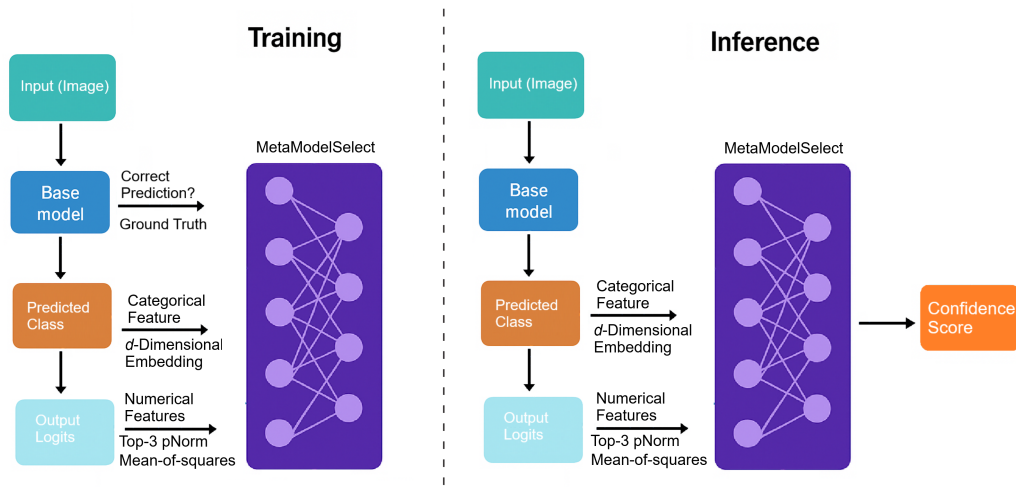 Training
Input (Image)
MetaModelSelect
Base
model
Correct
Prediction?
Ground Truth
Predicted
Class
Categorical
Feature
d-Dimensional
Embedding
Output
Logits
Numerical
Features
Top-3 pNorm
Mean-of-squares
Inference
Input (Image)
MetaModelSelect
Base
model
Predicted
Class
Categorical
Feature
d-Dimensional
Embedding
Output
Logits
Numerical
Features
Top-3 pNorm
Mean-of-squares
Confidence
Score